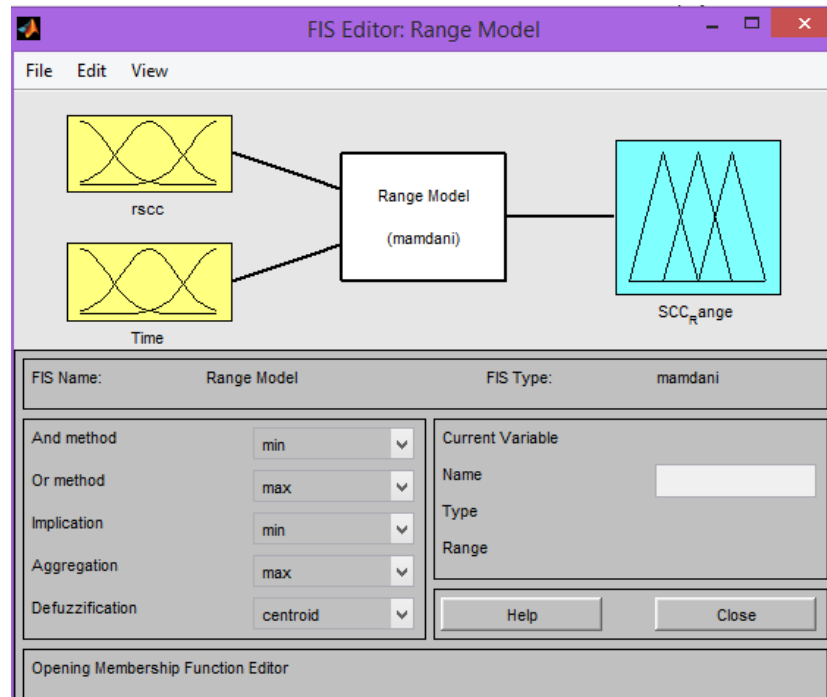 FIS Editor: Range Model
File Edit View
rscc
Time
Range Model
(mamdani)
SCC_Range
FIS Name: Range Model FIS Type: mamdani
And method min
Or method max
Implication min
Aggregation max
Defuzzification centroid
Current Variable
Name
Type
Range
Help Close
Opening Membership Function Editor